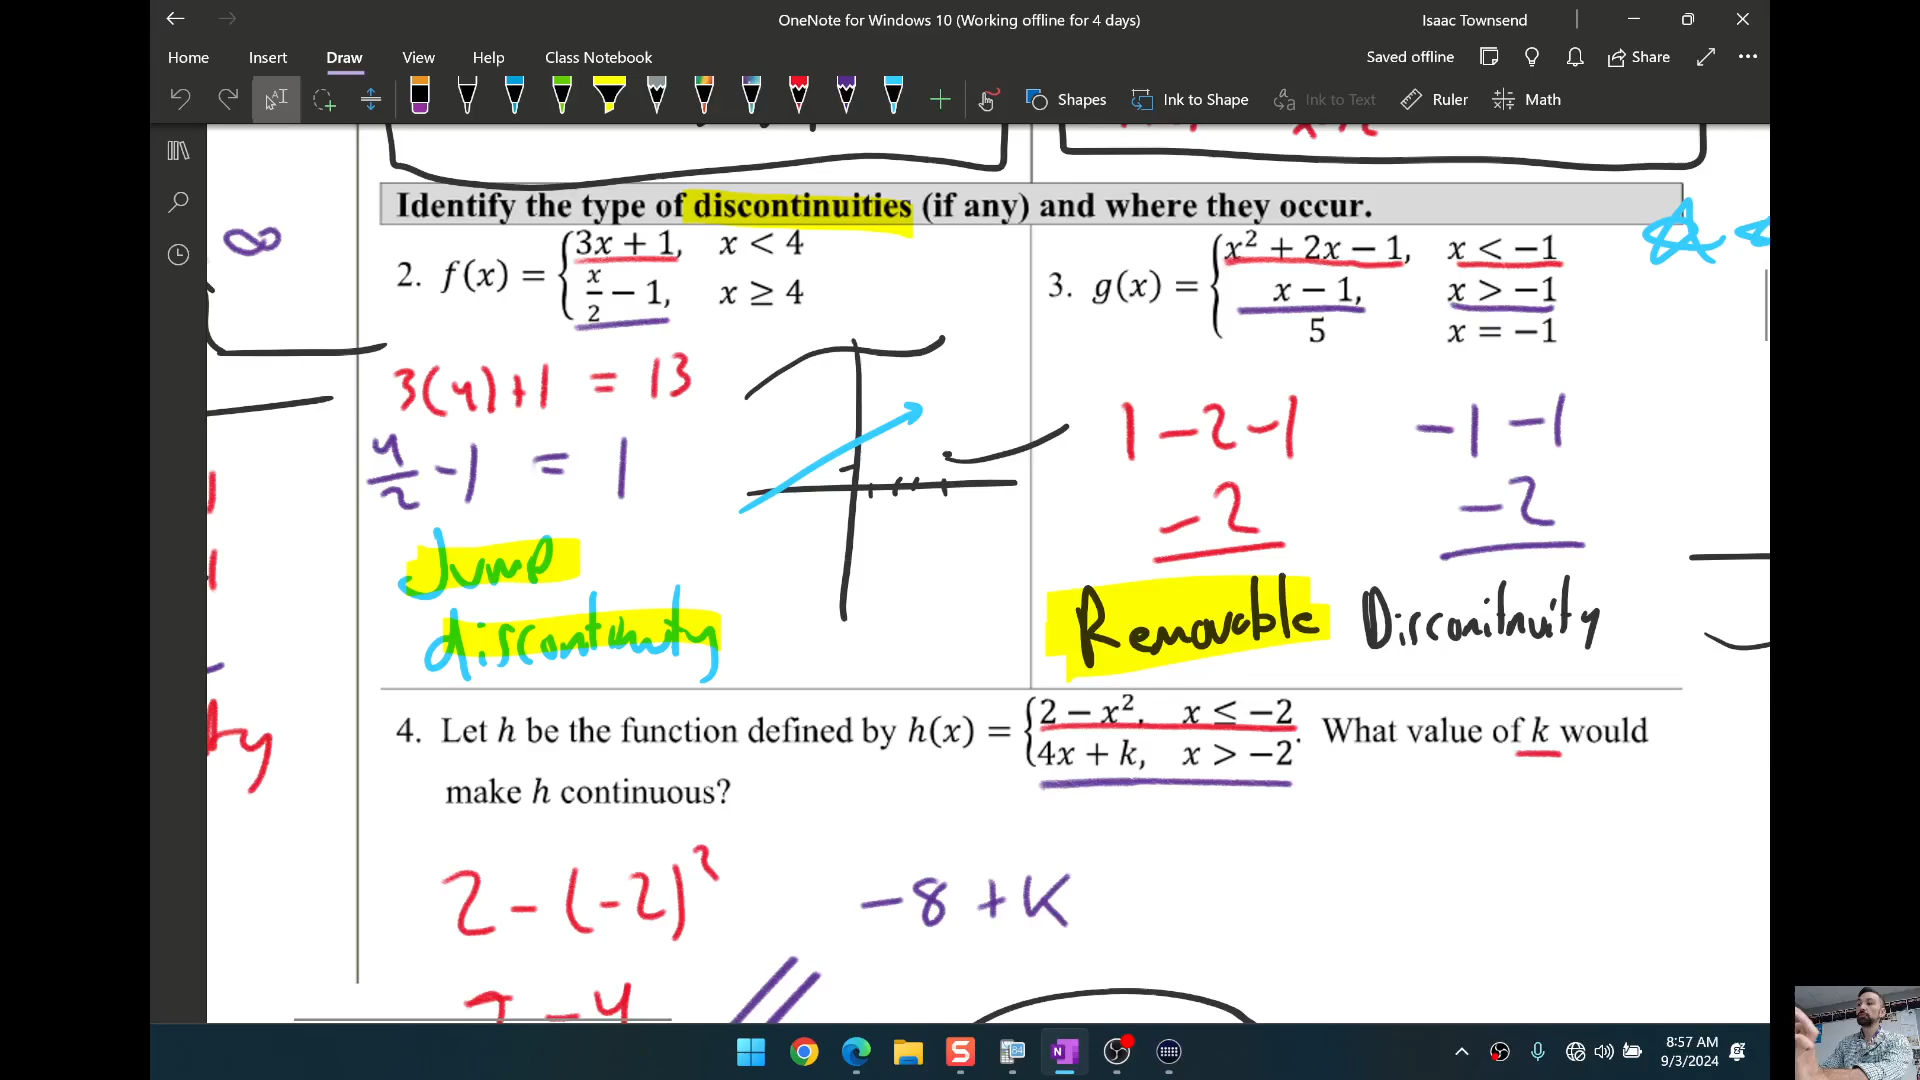 OneNote for Windows 10 (Working offline for 4 days)
Isaac Townsend
Home Insert Draw View Help Class Notebook
Saved offline
Share
Shapes
Ink to Shape
Ink to Text
Ruler
Math
Identify the type of discontinuities (if any) and where they occur.
2. f(x) = { 3x + 1, x < 4
x/2 − 1, x ≥ 4
3(4)+1 = 13
4/2 -1 = 1
Jump
discontinuity
3. g(x) = { x² + 2x − 1, x < −1
x − 1, x > −1
5 x = −1
1 - 2 - 1
-2
-1 -1
-2
Removable Disconitnuity
∞
ty
4. Let h be the function defined by h(x) = { 2 − x², x ≤ −2
4x + k, x > −2 . What value of k would
make h continuous?
2 - (-2)²
-8 + K
2 - 4
8:57 AM
9/3/2024